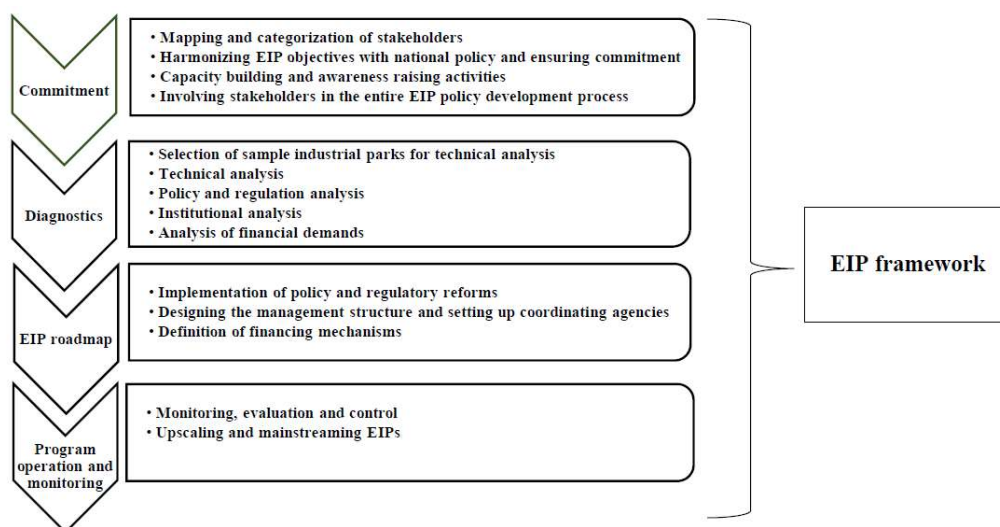 Commitment
• Mapping and categorization of stakeholders
• Harmonizing EIP objectives with national policy and ensuring commitment
• Capacity building and awareness raising activities
• Involving stakeholders in the entire EIP policy development process
Diagnostics
• Selection of sample industrial parks for technical analysis
• Technical analysis
• Policy and regulation analysis
• Institutional analysis
• Analysis of financial demands
EIP roadmap
• Implementation of policy and regulatory reforms
• Designing the management structure and setting up coordinating agencies
• Definition of financing mechanisms
Program
operation and
monitoring
• Monitoring, evaluation and control
• Upscaling and mainstreaming EIPs
EIP framework